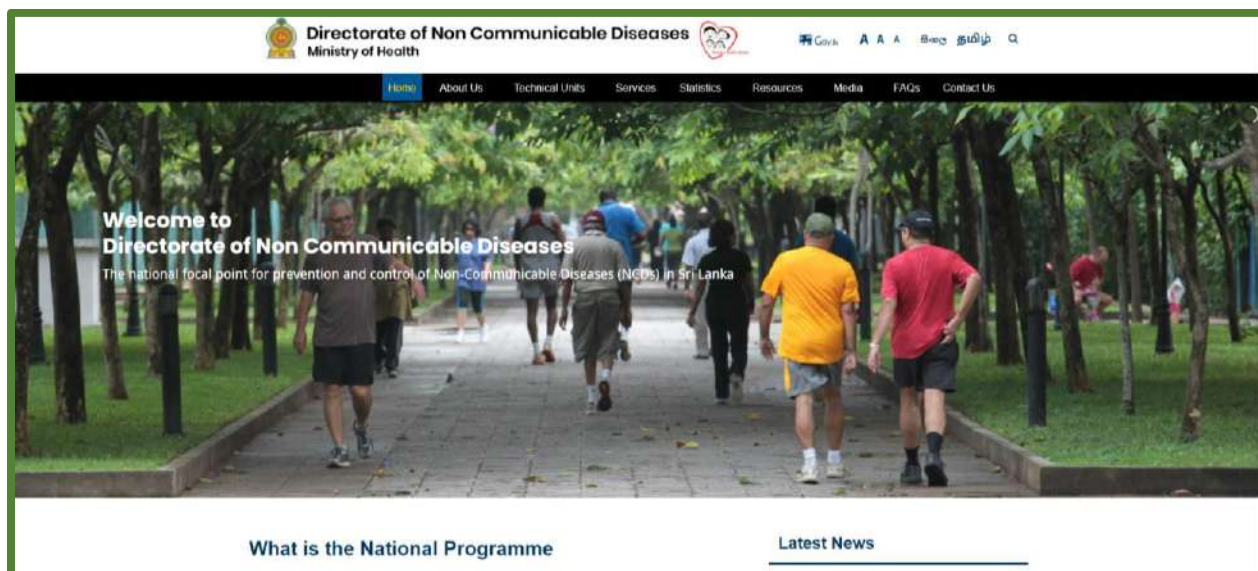 Directorate of Non Communicable Diseases
Ministry of Health
Gov.lk A A A සිංහල தமிழ்
Home About Us Technical Units Services Statistics Resources Media FAQs Contact Us
Welcome to
Directorate of Non Communicable Diseases
The national focal point for prevention and control of Non-Communicable Diseases (NCDs) in Sri Lanka
What is the National Programme
Latest News